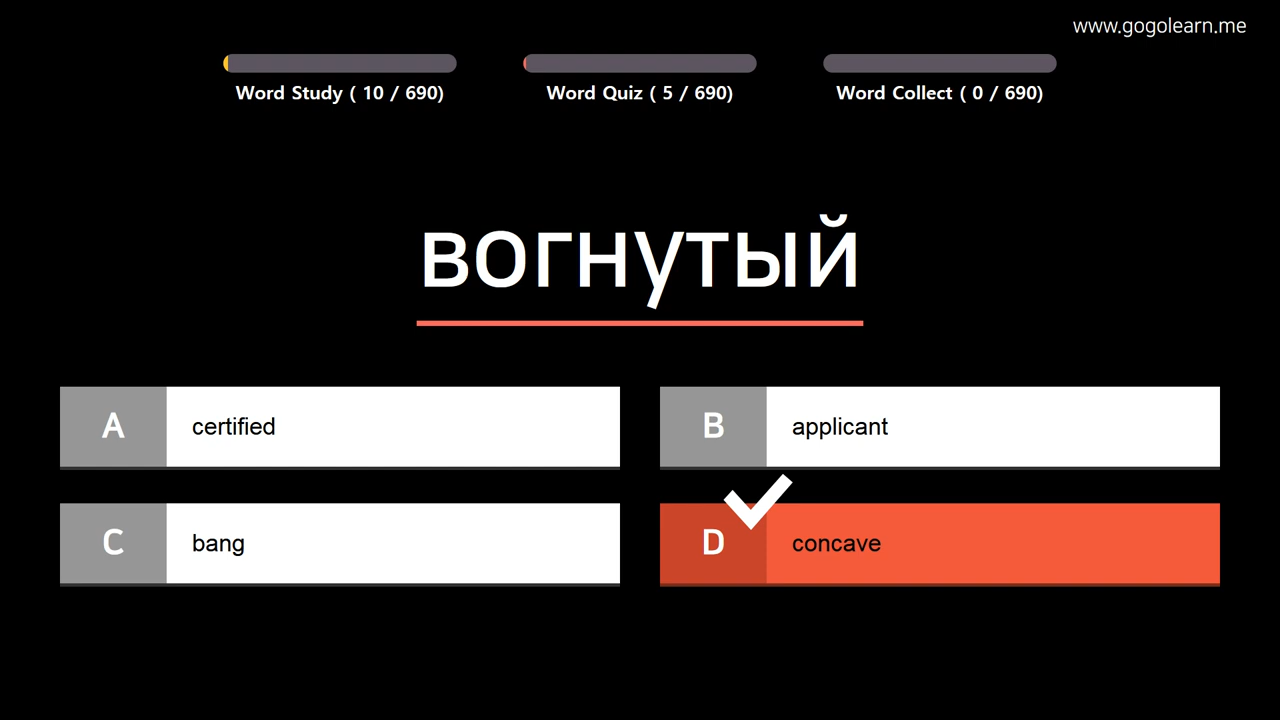 www.gogolearn.me
Word Study ( 10 / 690)
Word Quiz ( 5 / 690)
Word Collect ( 0 / 690)
вогнутый
A certified
B applicant
C bang
D concave